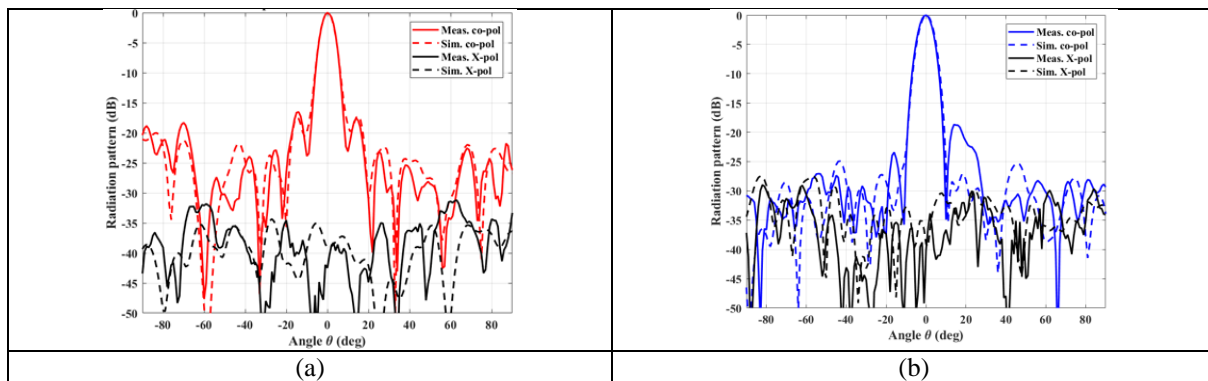 0
-5
-10
-15
-20
-25
-30
-35
-40
-45
-50
Radiation pattern (dB)
Meas. co-pol
Sim. co-pol
Meas. X-pol
Sim. X-pol
-80 -60 -40 -20 0 20 40 60 80
Angle θ (deg)
(a)
0
-5
-10
-15
-20
-25
-30
-35
-40
-45
-50
Radiation pattern (dB)
Meas. co-pol
Sim. co-pol
Meas. X-pol
Sim. X-pol
-80 -60 -40 -20 0 20 40 60 80
Angle θ (deg)
(b)